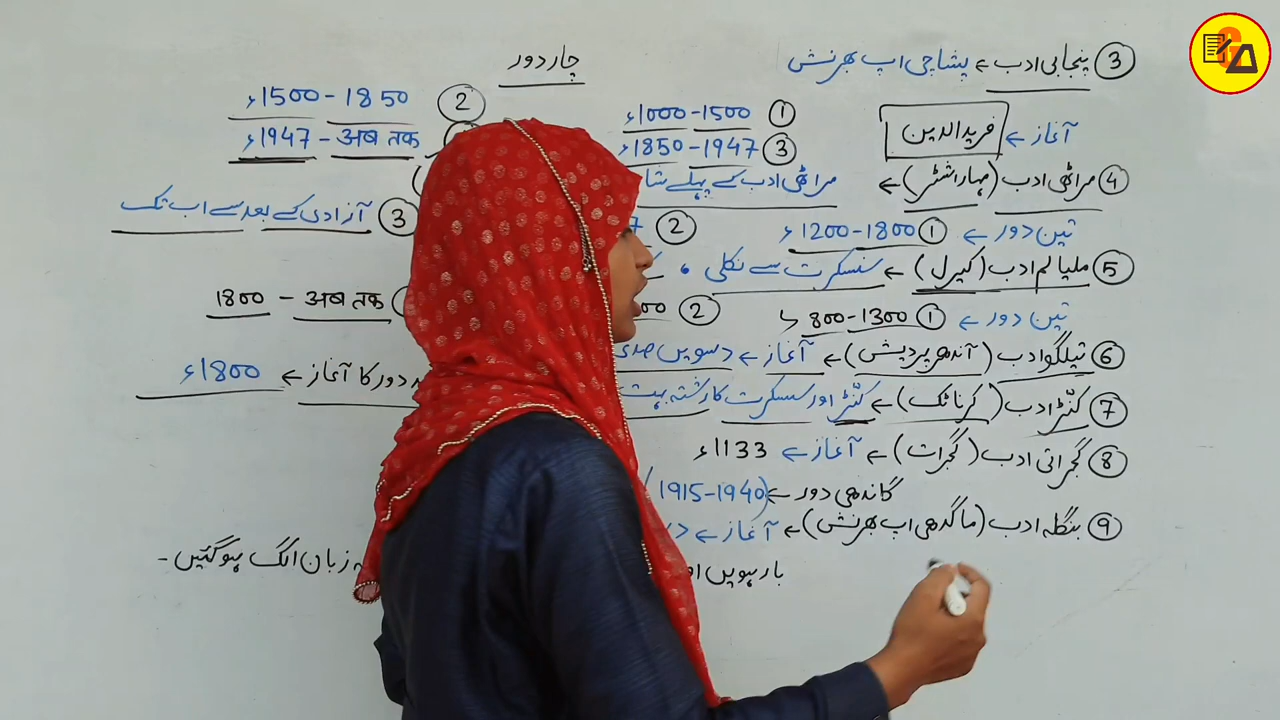 ③ پنجابی ادب ← پشاچی اپ بھرنش
آغاز ← فریدالدین
چار دور
① 1000-1500ء
② 1500-1850ء
③ 1850-1947ء
1947ء - अब तक
④ مراٹھی ادب (مہاراشٹر) ← مراٹھی ادب کے پہلے
تین دور ← ① 1200-1800ء
②
③ آزادی کے بعد سے اب تک
⑤ ملیالم ادب (کیرل) ← سنسکرت سے نکلی،
تین دور ← ① 800-1300
②
1800 - अब तक
⑥ تیلگو ادب (آندھر پردیش) ← آغاز ← دسویں صدی
دور کا آغاز ← 1800ء
⑦ کنڑ ادب (کرناٹک) ← کنڑ اور سنسکرت کا رشتہ بہت
⑧ گجراتی ادب (گجرات) ← آغاز ← 1133ء
گاندھی دور ← (1915-1940)
⑨ بنگلہ ادب (ماگدھی اپ بھرنش) ← آغاز ←
بارہویں
زبان الگ ہو گئیں۔